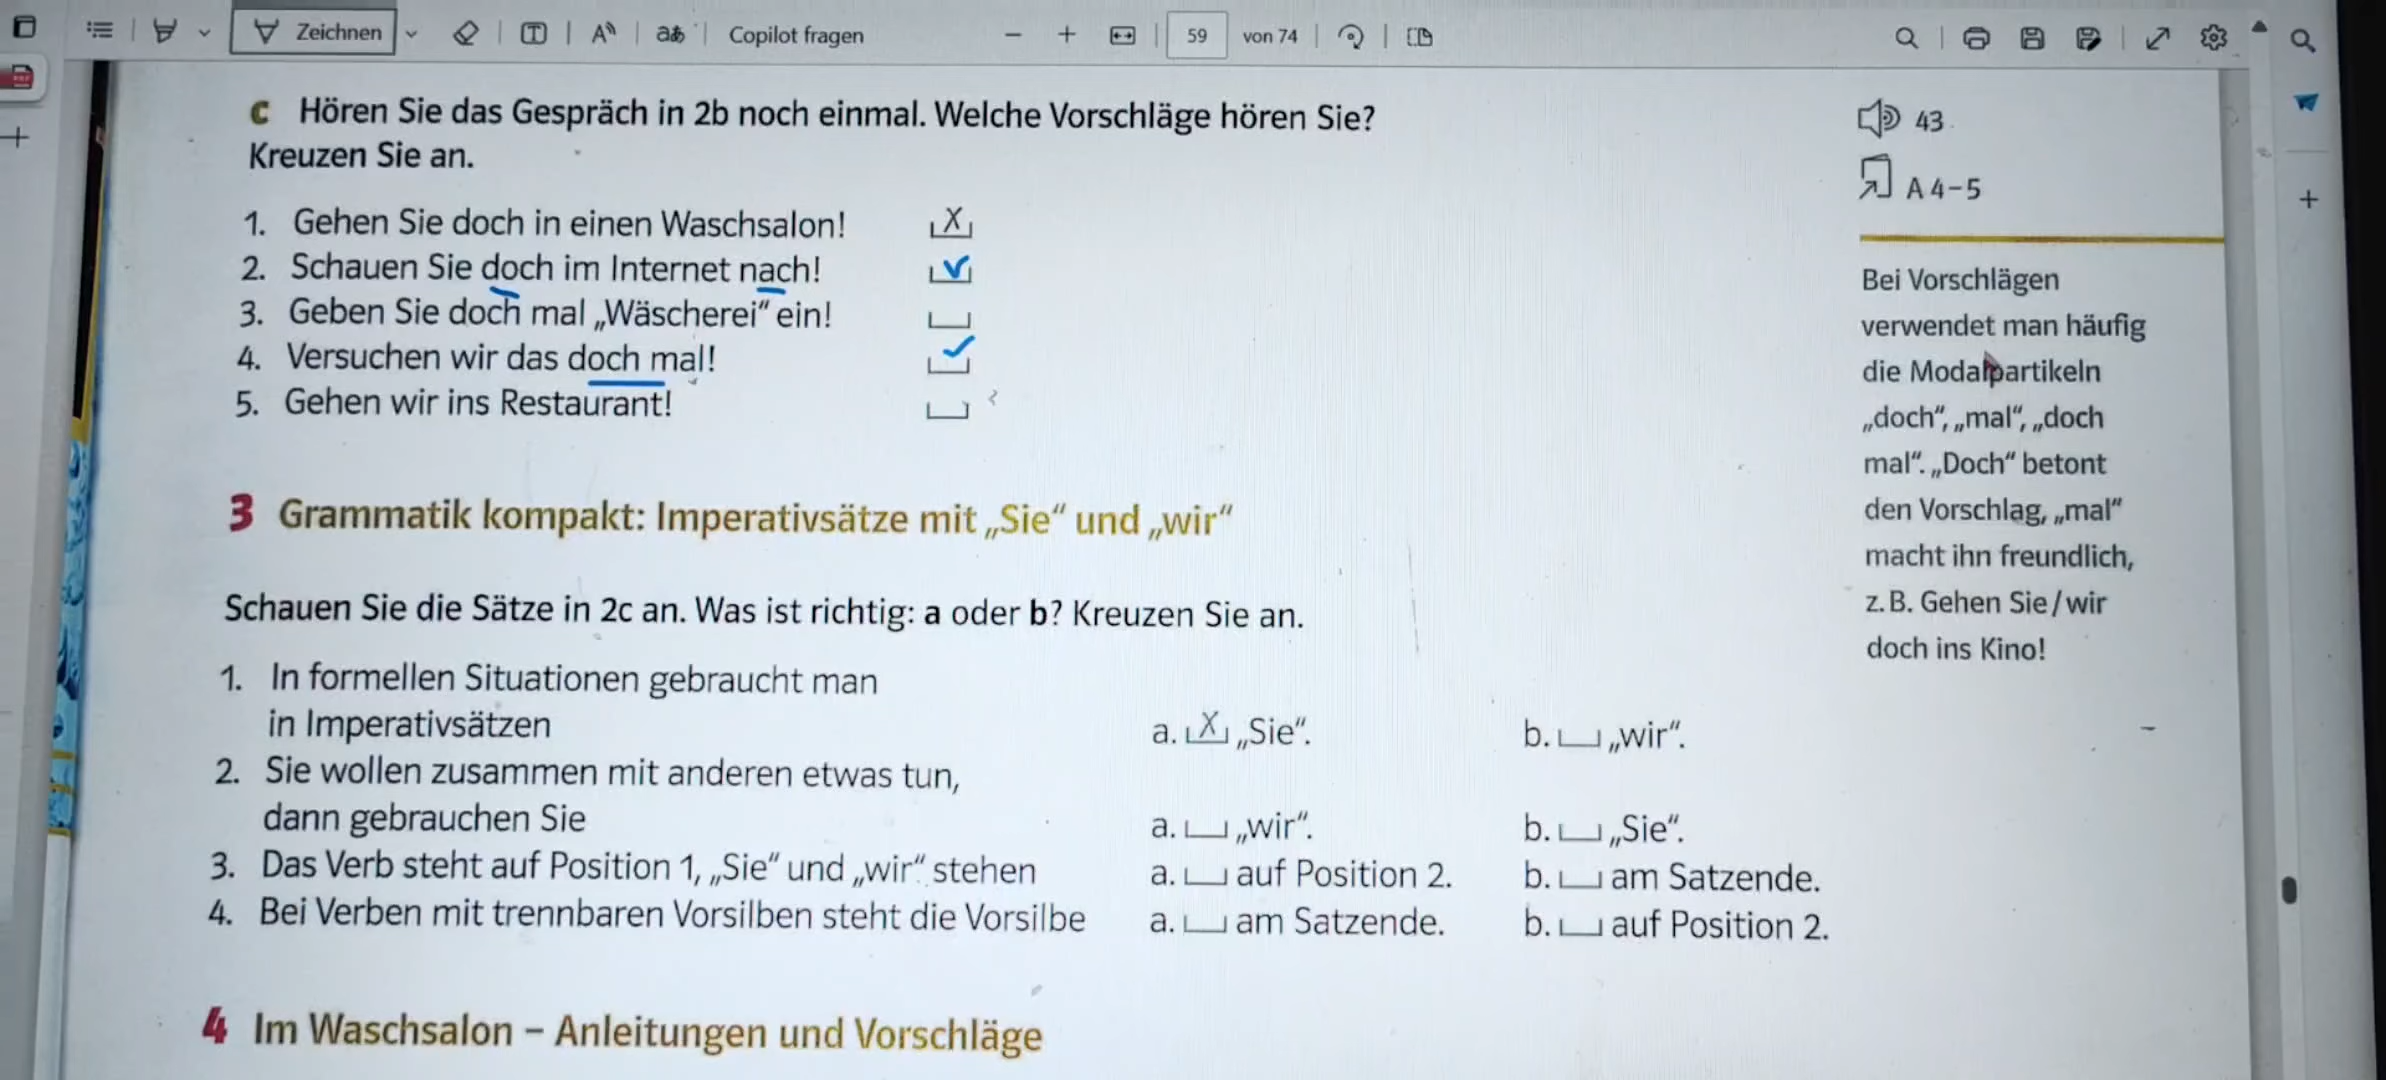 Zeichnen
aあ
Copilot fragen
59
von 74
c Hören Sie das Gespräch in 2b noch einmal. Welche Vorschläge hören Sie?
Kreuzen Sie an.
1. Gehen Sie doch in einen Waschsalon! X
2. Schauen Sie doch im Internet nach!
3. Geben Sie doch mal „Wäscherei“ ein!
4. Versuchen wir das doch mal!
5. Gehen wir ins Restaurant!
43
A 4–5
Bei Vorschlägen
verwendet man häufig
die Modalpartikeln
„doch“, „mal“, „doch
mal“. „Doch“ betont
den Vorschlag, „mal“
macht ihn freundlich,
z.B. Gehen Sie/wir
doch ins Kino!
3 Grammatik kompakt: Imperativsätze mit „Sie“ und „wir“
Schauen Sie die Sätze in 2c an. Was ist richtig: a oder b? Kreuzen Sie an.
1. In formellen Situationen gebraucht man
in Imperativsätzen a. X „Sie“. b. „wir“.
2. Sie wollen zusammen mit anderen etwas tun,
dann gebrauchen Sie a. „wir“. b. „Sie“.
3. Das Verb steht auf Position 1, „Sie“ und „wir“ stehen a. auf Position 2. b. am Satzende.
4. Bei Verben mit trennbaren Vorsilben steht die Vorsilbe a. am Satzende. b. auf Position 2.
4 Im Waschsalon – Anleitungen und Vorschläge